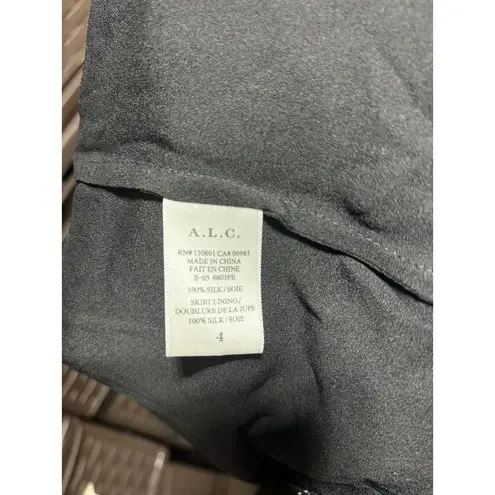 A.L.C.
RN# 130801 CA# 00985
MADE IN CHINA
FAIT EN CHINE
100% SILK / SOIE
SKIRT LINING /
DOUBLURE DE LA JUPE
100% SILK / SOIE
4